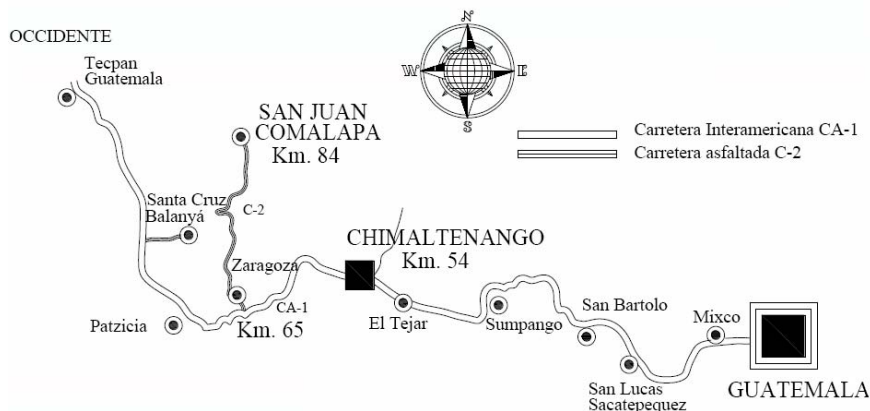 N
W
E
S
OCCIDENTE
Tecpan
Guatemala
SAN JUAN
COMALAPA
Km. 84
Carretera Interamericana CA-1
Carretera asfaltada C-2
Santa Cruz
Balanyá
C-2
CHIMALTENANGO
Km. 54
Zaragoza
CA-1
Km. 65
Patzicia
El Tejar
Sumpango
San Bartolo
Mixco
San Lucas
Sacatepequez
GUATEMALA